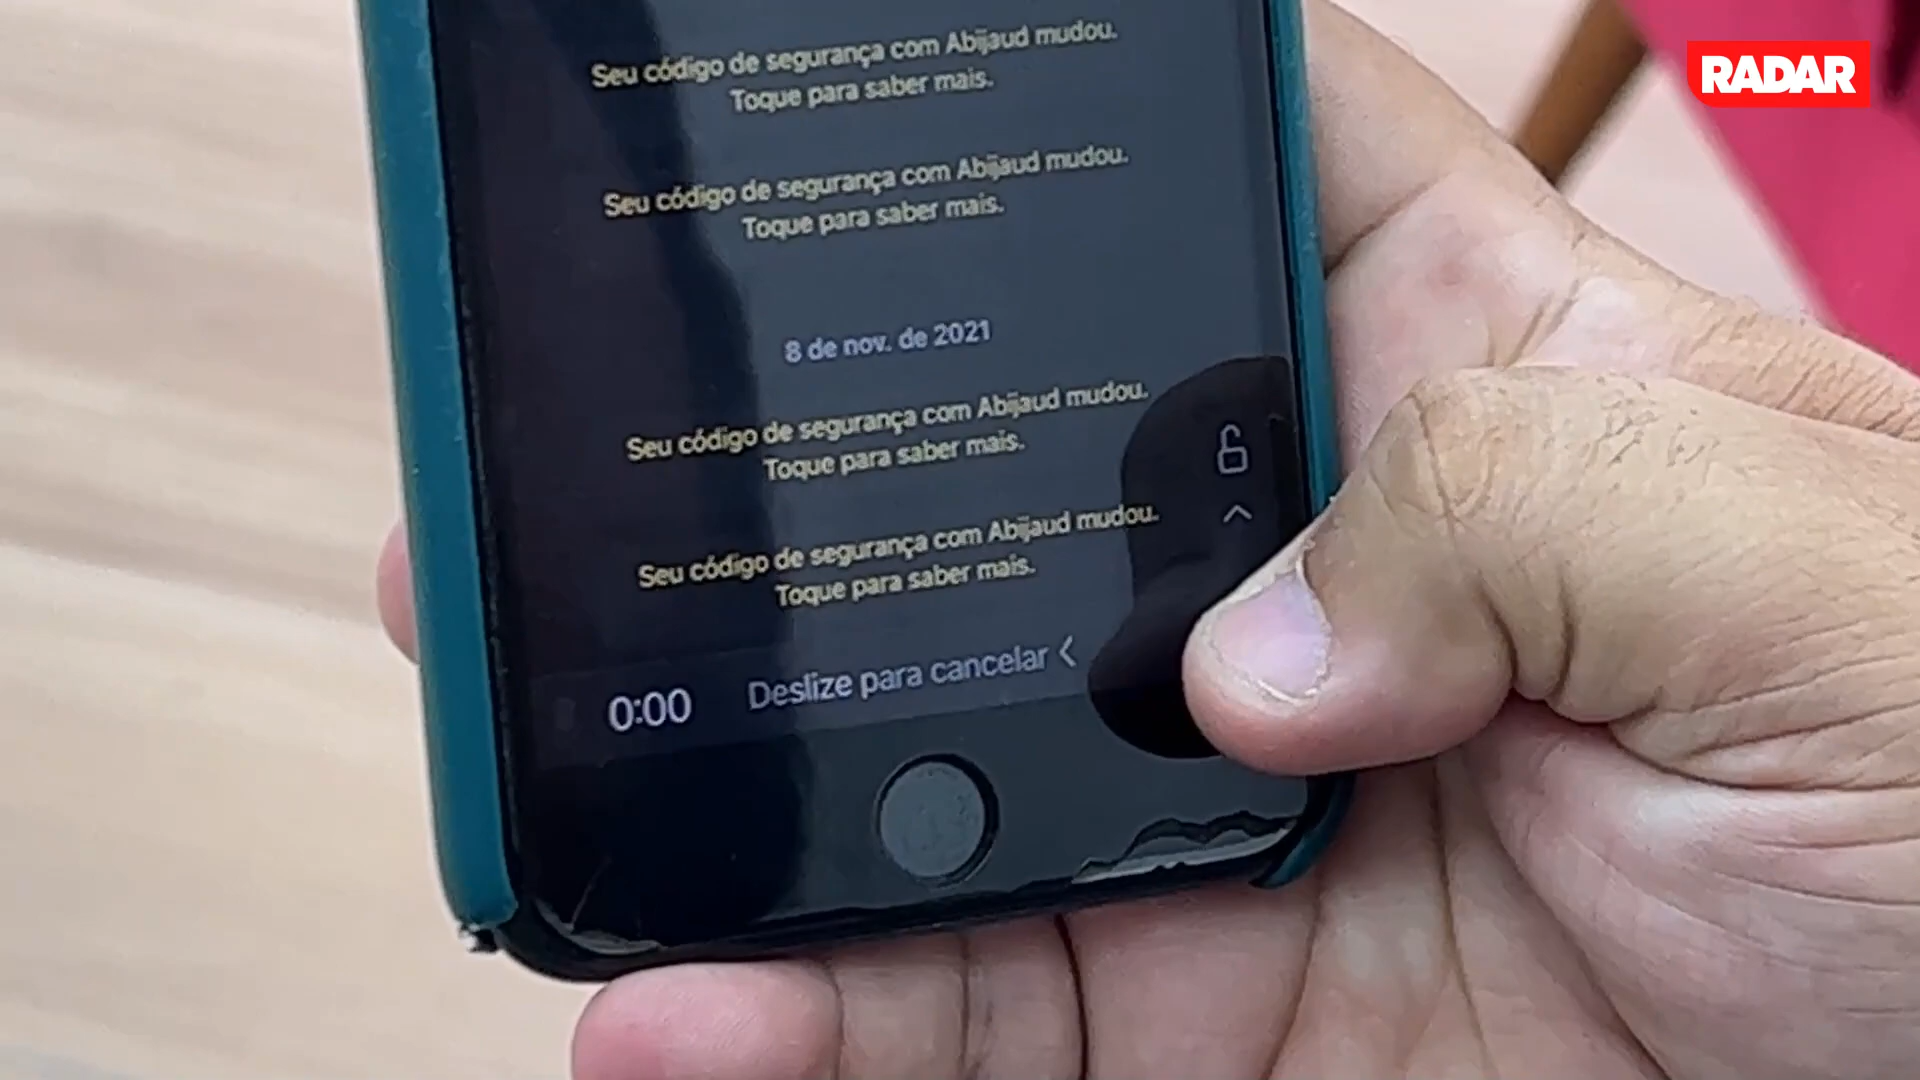 RADAR
Seu código de segurança com Abijaud mudou.
Toque para saber mais.
Seu código de segurança com Abijaud mudou.
Toque para saber mais.
8 de nov. de 2021
Seu código de segurança com Abijaud mudou.
Toque para saber mais.
Seu código de segurança com Abijaud mudou.
Toque para saber mais.
0:00 Deslize para cancelar <